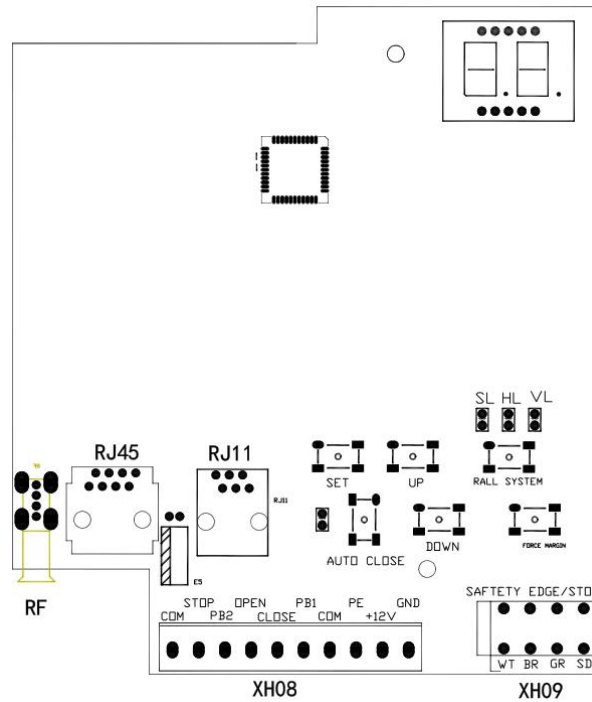 SL HL VL
RJ45
RJ11
RJ11
SET
UP
RALL SYSTEM
AUTO CLOSE
DOWN
FORCE MARGIN
E5
RF
SAFTETY EDGE/STO
STOP OPEN PB1 PE GND
COM PB2 CLOSE COM +12V
WT BR GR SD
XH08
XH09